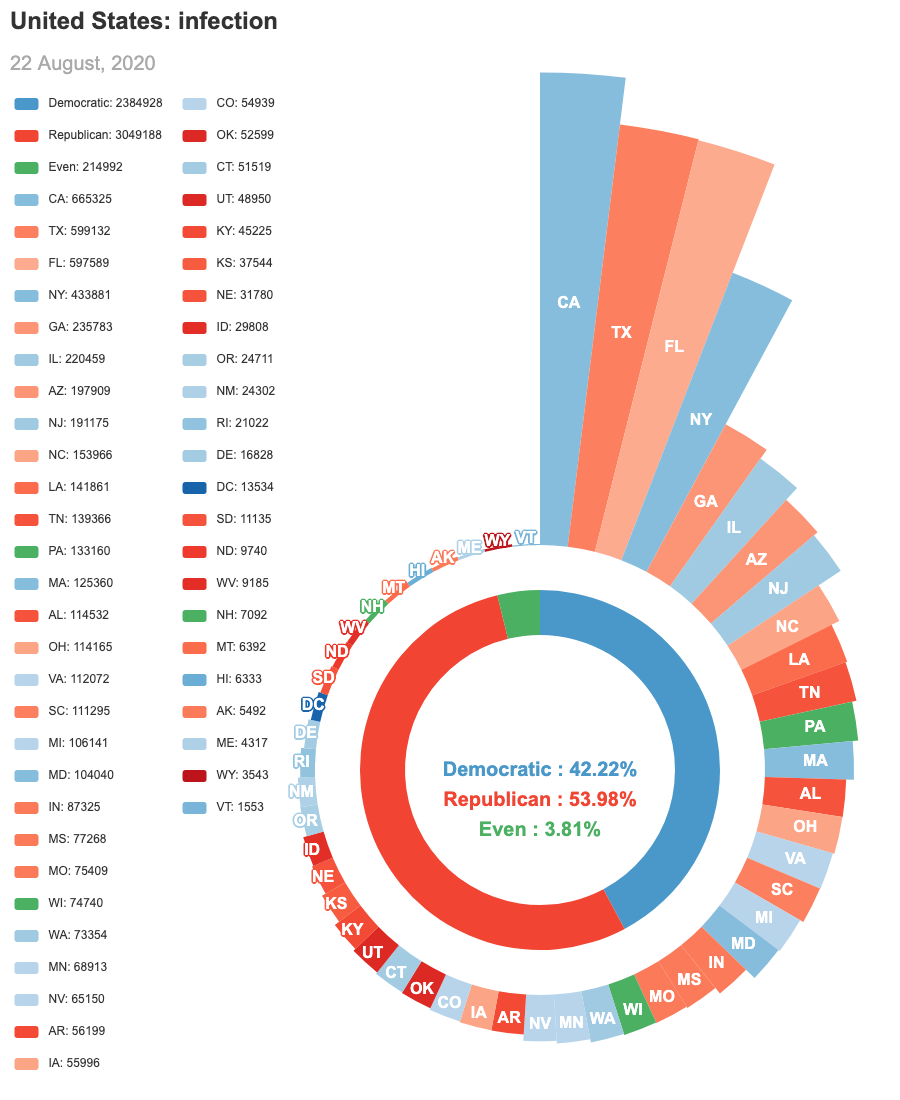 United States: infection
22 August, 2020
Democratic: 2384928
Republican: 3049188
Even: 214992
CA: 665325
TX: 599132
FL: 597589
NY: 433881
GA: 235783
IL: 220459
AZ: 197909
NJ: 191175
NC: 153966
LA: 141861
TN: 139366
PA: 133160
MA: 125360
AL: 114532
OH: 114165
VA: 112072
SC: 111295
MI: 106141
MD: 104040
IN: 87325
MS: 77268
MO: 75409
WI: 74740
WA: 73354
MN: 68913
NV: 65150
AR: 56199
IA: 55996
CO: 54939
OK: 52599
CT: 51519
UT: 48950
KY: 45225
KS: 37544
NE: 31780
ID: 29808
OR: 24711
NM: 24302
RI: 21022
DE: 16828
DC: 13534
SD: 11135
ND: 9740
WV: 9185
NH: 7092
MT: 6392
HI: 6333
AK: 5492
ME: 4317
WY: 3543
VT: 1553
CA
TX
FL
NY
GA
IL
AZ
NJ
NC
LA
TN
PA
MA
AL
OH
VA
SC
MI
MD
IN
MS
MO
WI
WA
MN
NV
AR
IA
CO
OK
CT
UT
KY
KS
NE
ID
OR
NM
RI
DE
DC
SD
ND
WV
NH
MT
HI
AK
ME
WY
VT
Democratic : 42.22%
Republican : 53.98%
Even : 3.81%